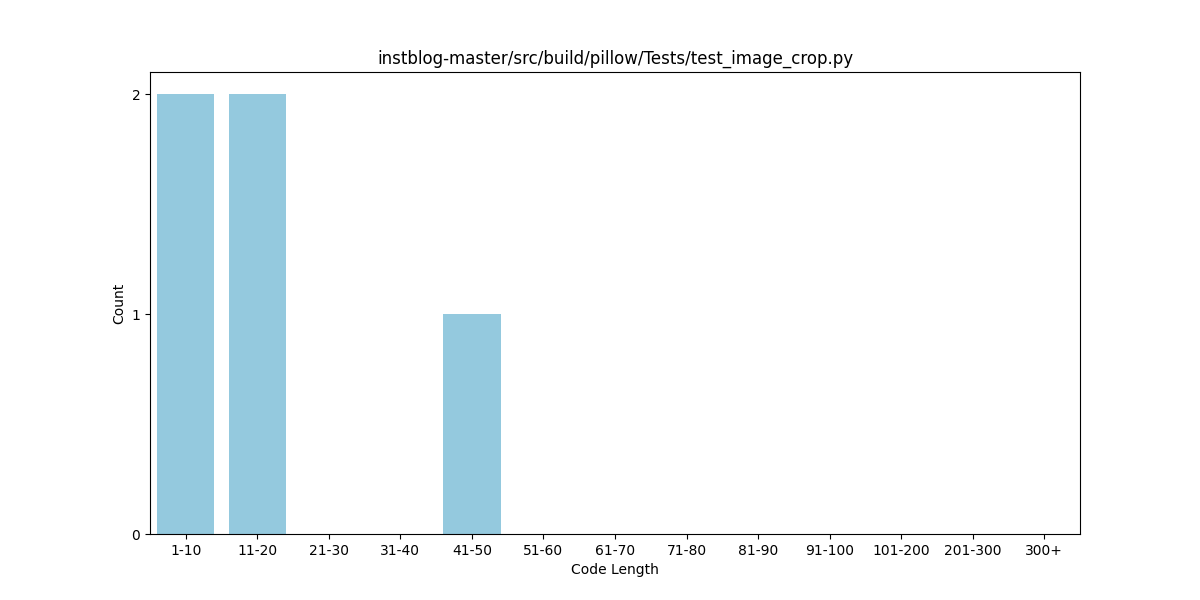 instblog-master/src/build/pillow/Tests/test_image_crop.py
2
1
0
Count
1-10 11-20 21-30 31-40 41-50 51-60 61-70 71-80 81-90 91-100 101-200 201-300 300+
Code Length